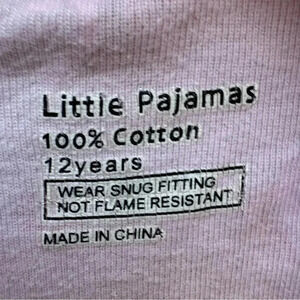 Little Pajamas
100% Cotton
12years
WEAR SNUG FITTING
NOT FLAME RESISTANT
MADE IN CHINA